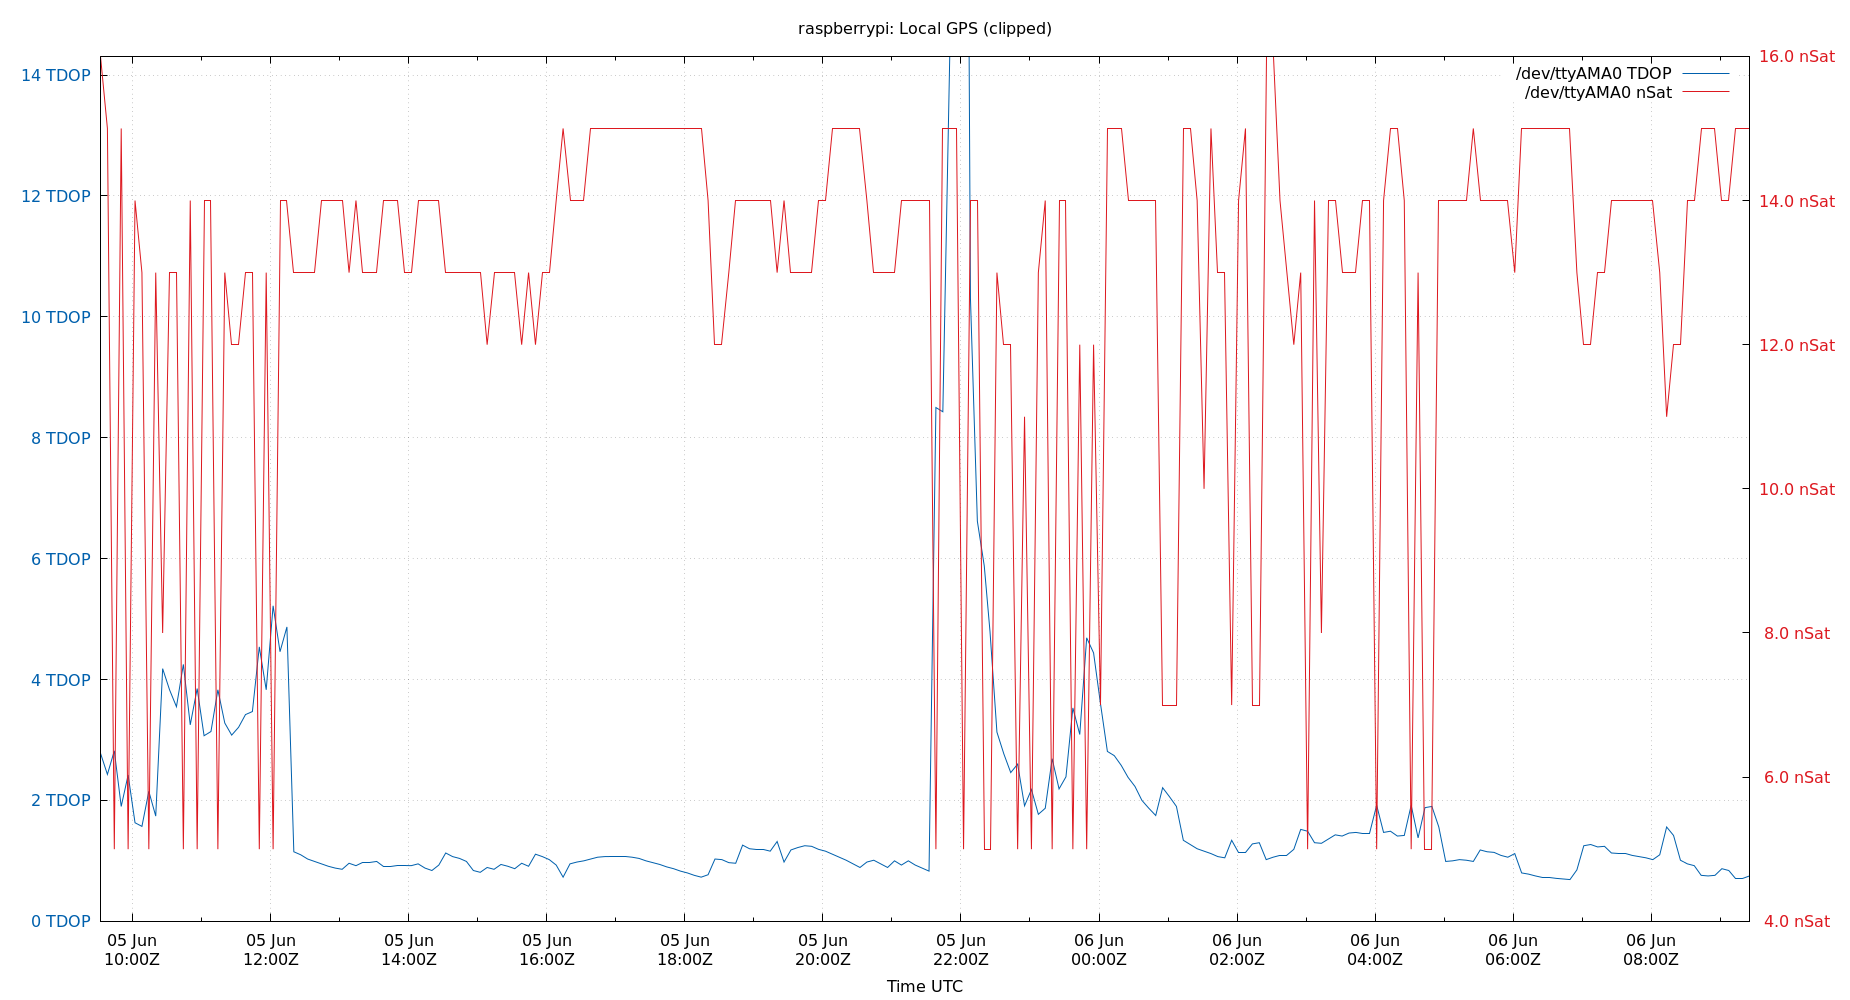 raspberrypi: Local GPS (clipped)
14 TDOP
12 TDOP
10 TDOP
8 TDOP
6 TDOP
4 TDOP
2 TDOP
0 TDOP
/dev/ttyAMA0 TDOP
/dev/ttyAMA0 nSat
16.0 nSat
14.0 nSat
12.0 nSat
10.0 nSat
8.0 nSat
6.0 nSat
4.0 nSat
05 Jun 05 Jun 05 Jun 05 Jun 05 Jun 05 Jun 05 Jun 06 Jun 06 Jun 06 Jun 06 Jun 06 Jun
10:00Z 12:00Z 14:00Z 16:00Z 18:00Z 20:00Z 22:00Z 00:00Z 02:00Z 04:00Z 06:00Z 08:00Z
Time UTC